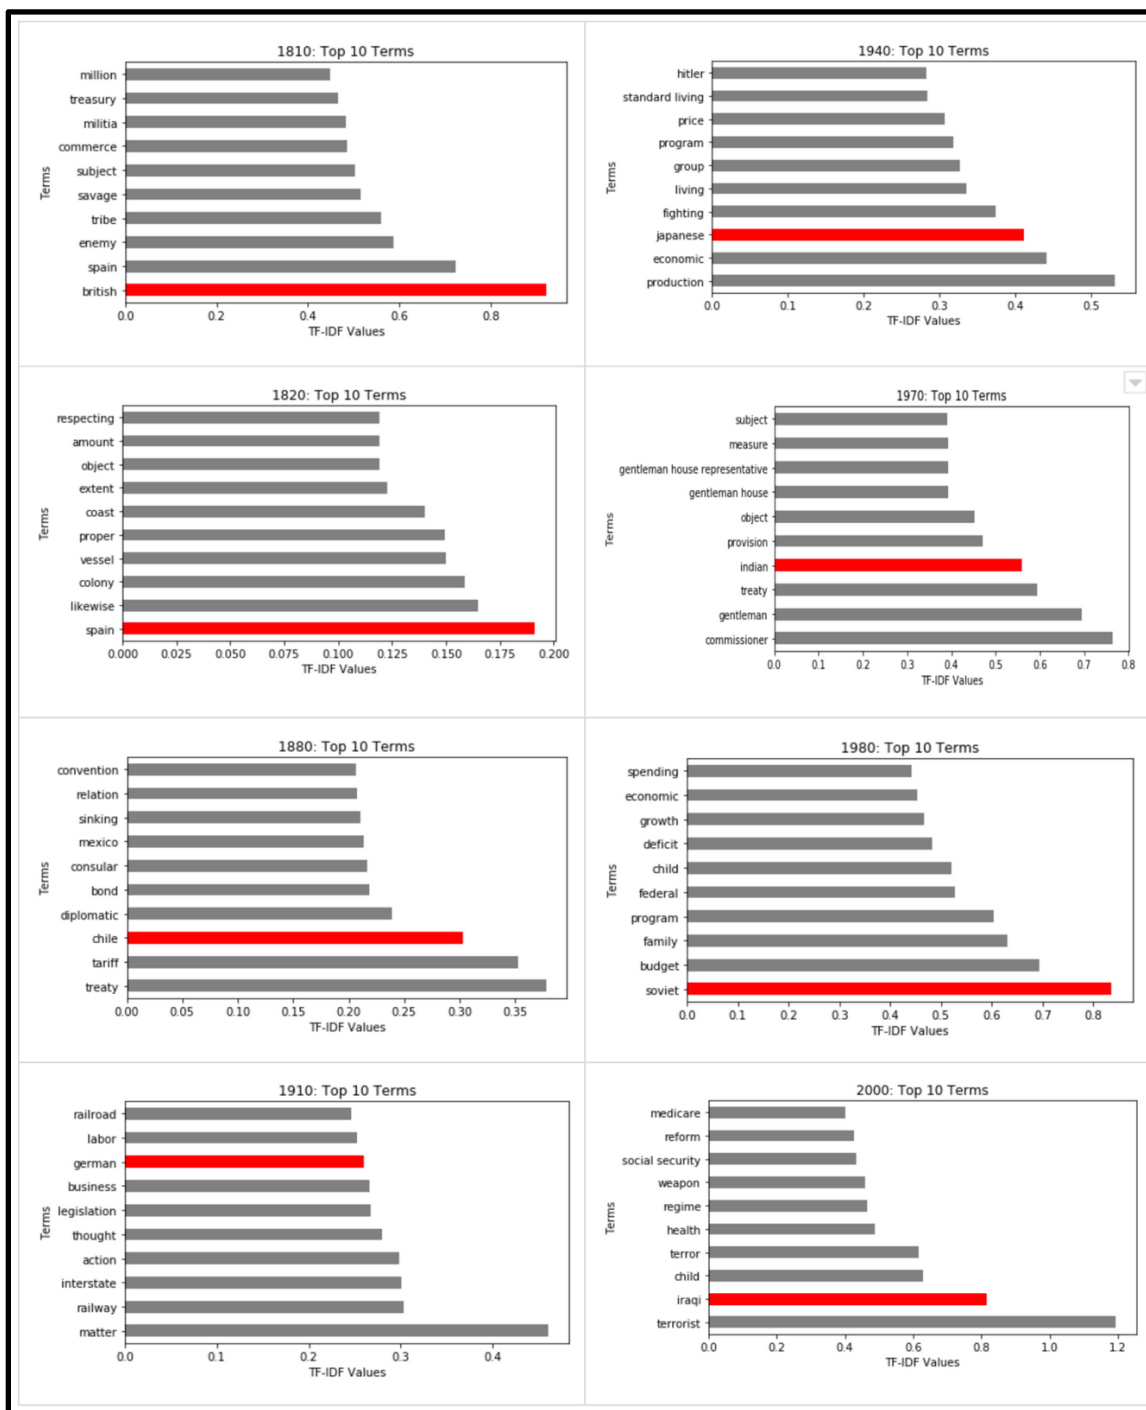 1810: Top 10 Terms
million
treasury
militia
commerce
subject
savage
tribe
enemy
spain
british
Terms
0.0 0.2 0.4 0.6 0.8
TF-IDF Values
1940: Top 10 Terms
hitler
standard living
price
program
group
living
fighting
japanese
economic
production
Terms
0.0 0.1 0.2 0.3 0.4 0.5
TF-IDF Values
1820: Top 10 Terms
respecting
amount
object
extent
coast
proper
vessel
colony
likewise
spain
Terms
0.000 0.025 0.050 0.075 0.100 0.125 0.150 0.175 0.200
TF-IDF Values
1970: Top 10 Terms
subject
measure
gentleman house representative
gentleman house
object
provision
indian
treaty
gentleman
commissioner
Terms
0.0 0.1 0.2 0.3 0.4 0.5 0.6 0.7 0.8
TF-IDF Values
1880: Top 10 Terms
convention
relation
sinking
mexico
consular
bond
diplomatic
chile
tariff
treaty
Terms
0.00 0.05 0.10 0.15 0.20 0.25 0.30 0.35
TF-IDF Values
1980: Top 10 Terms
spending
economic
growth
deficit
child
federal
program
family
budget
soviet
Terms
0.0 0.1 0.2 0.3 0.4 0.5 0.6 0.7 0.8
TF-IDF Values
1910: Top 10 Terms
railroad
labor
german
business
legislation
thought
action
interstate
railway
matter
Terms
0.0 0.1 0.2 0.3 0.4
TF-IDF Values
2000: Top 10 Terms
medicare
reform
social security
weapon
regime
health
terror
child
iraqi
terrorist
Terms
0.0 0.2 0.4 0.6 0.8 1.0 1.2
TF-IDF Values